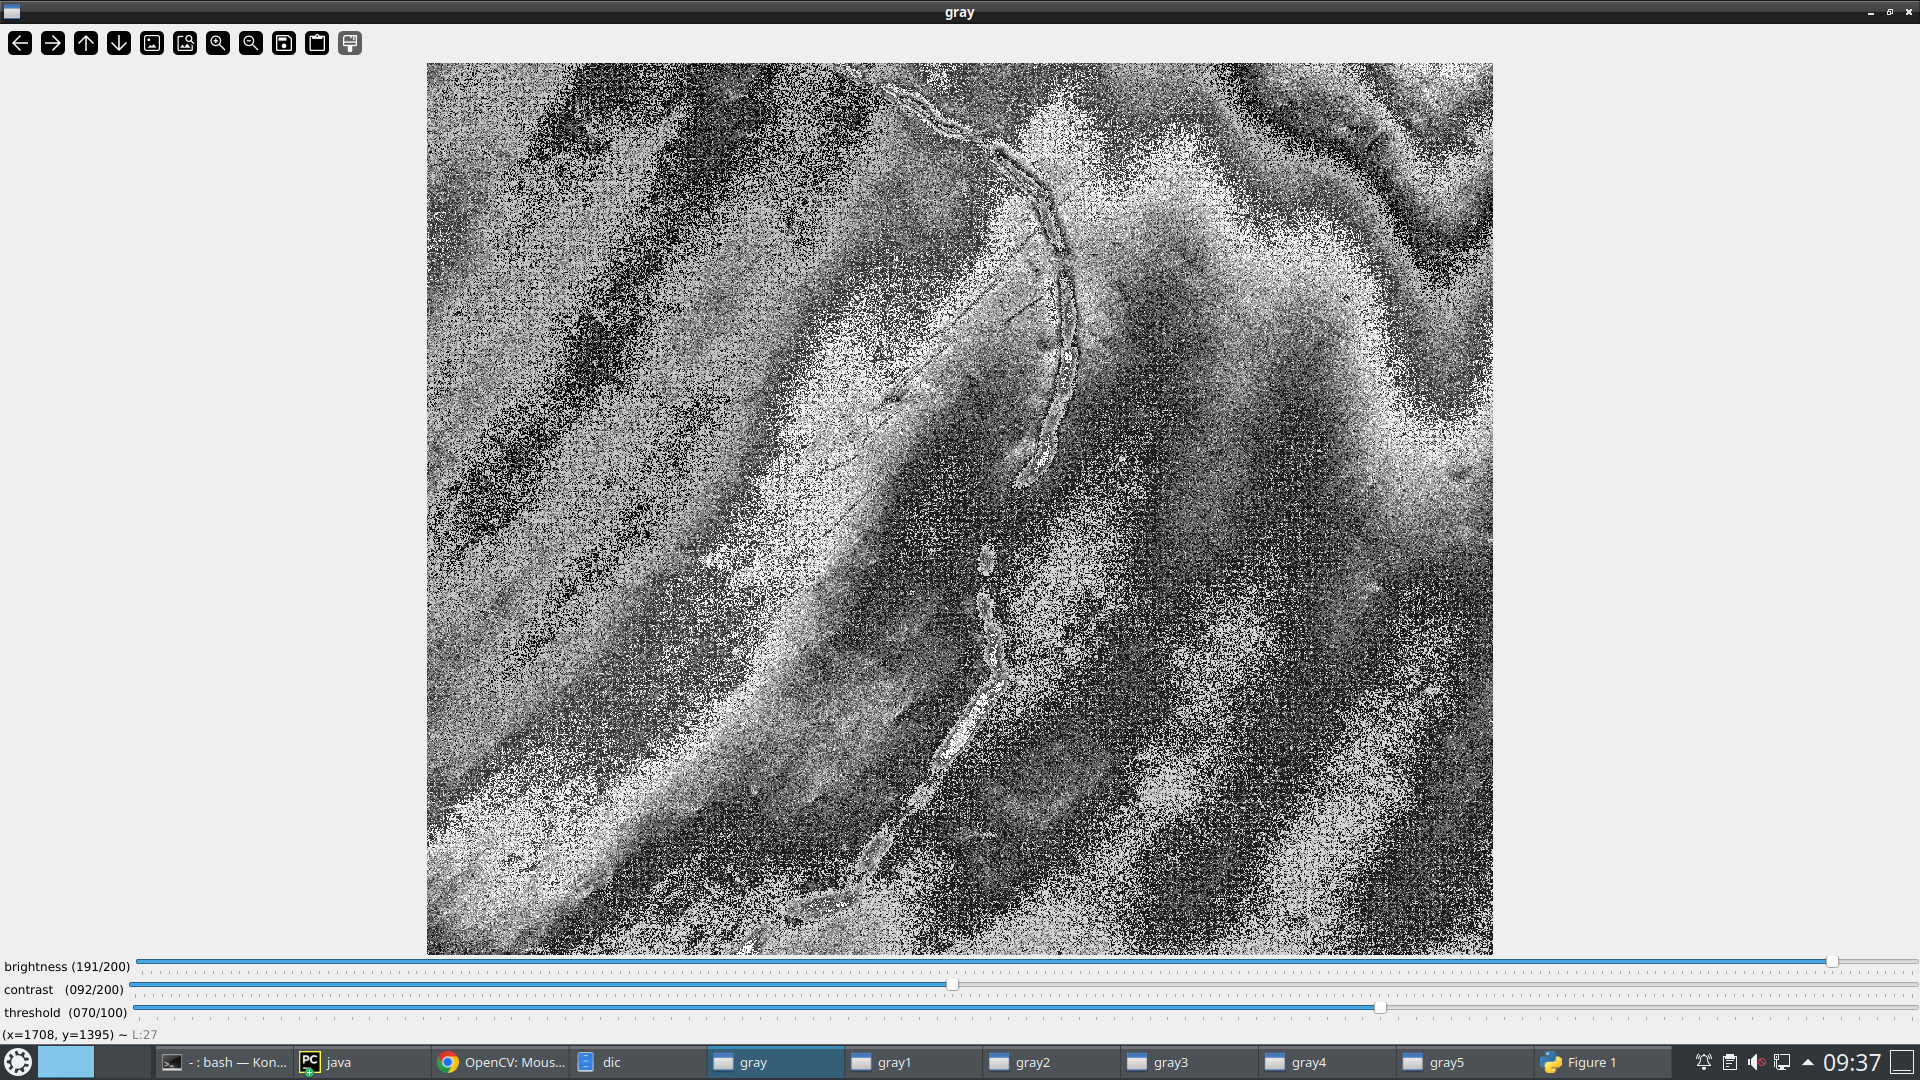 gray
brightness (191/200)
contrast (092/200)
threshold (070/100)
(x=1708, y=1395) ~ L:27
- : bash — Kon...
PC
java
OpenCV: Mous...
dic
gray
gray1
gray2
gray3
gray4
gray5
Figure 1
09:37